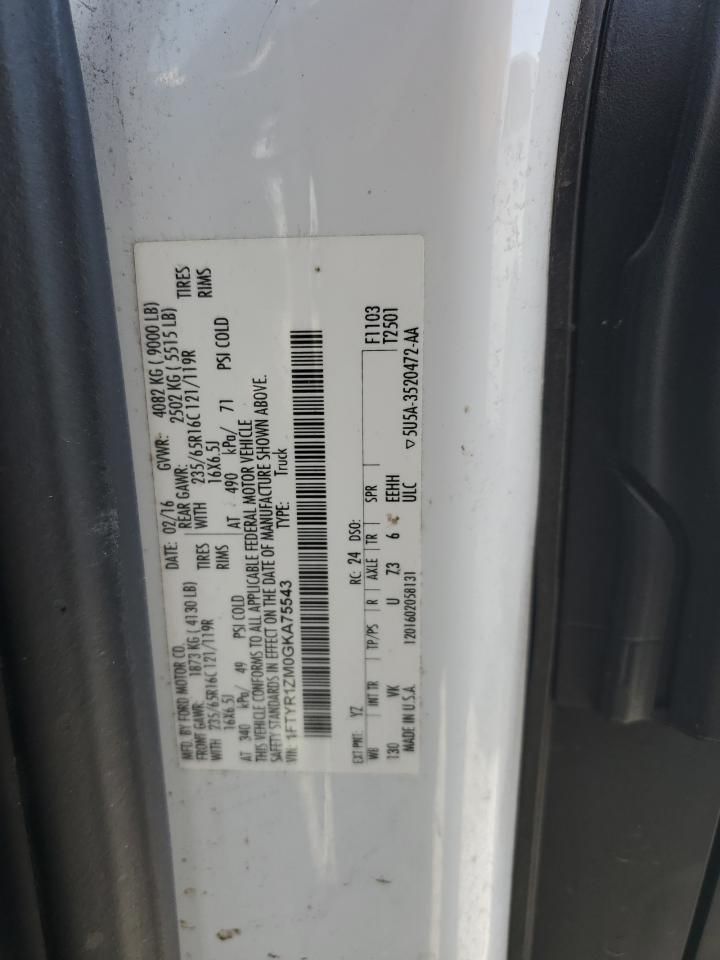 MFD. BY FORD MOTOR CO. DATE: 02/16 GVWR: 4082 KG ( 9000 LB)
FRONT GAWR: 1873 KG ( 4130 LB) REAR GAWR: 2502 KG ( 5515 LB)
WITH 235/65R16C 121/119R TIRES WITH 235/65R16C 121/119R TIRES
16X6.5J RIMS 16X6.5J RIMS
AT 340 kPa/ 49 PSI COLD AT 490 kPa/ 71 PSI COLD
THIS VEHICLE CONFORMS TO ALL APPLICABLE FEDERAL MOTOR VEHICLE
SAFETY STANDARDS IN EFFECT ON THE DATE OF MANUFACTURE SHOWN ABOVE.
VIN: 1FTYR1ZM0GKA75543 TYPE: Truck
EXT PNT: YZ RC: 24 DSO: F1103
WB INT TR TP/PS R AXLE TR SPR T2501
130 VK U 73 6 EEHH
MADE IN U.S.A. 1201602058131 ULC ▽5U5A-3520472-AA